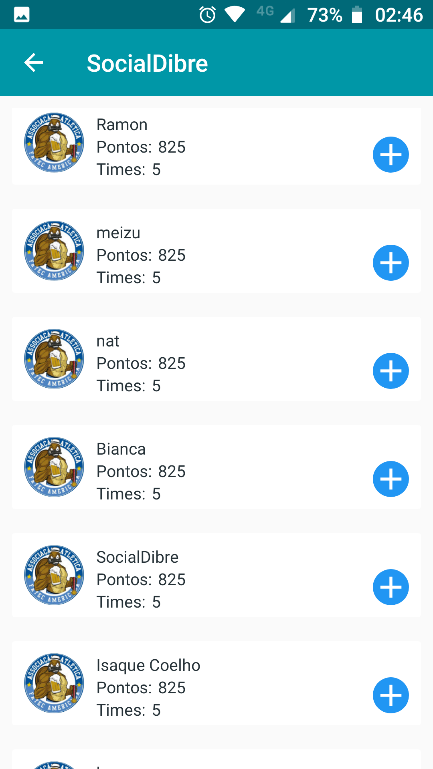 4G 73% 02:46
SocialDibre
Ramon
Pontos: 825
Times: 5
meizu
Pontos: 825
Times: 5
nat
Pontos: 825
Times: 5
Bianca
Pontos: 825
Times: 5
SocialDibre
Pontos: 825
Times: 5
Isaque Coelho
Pontos: 825
Times: 5